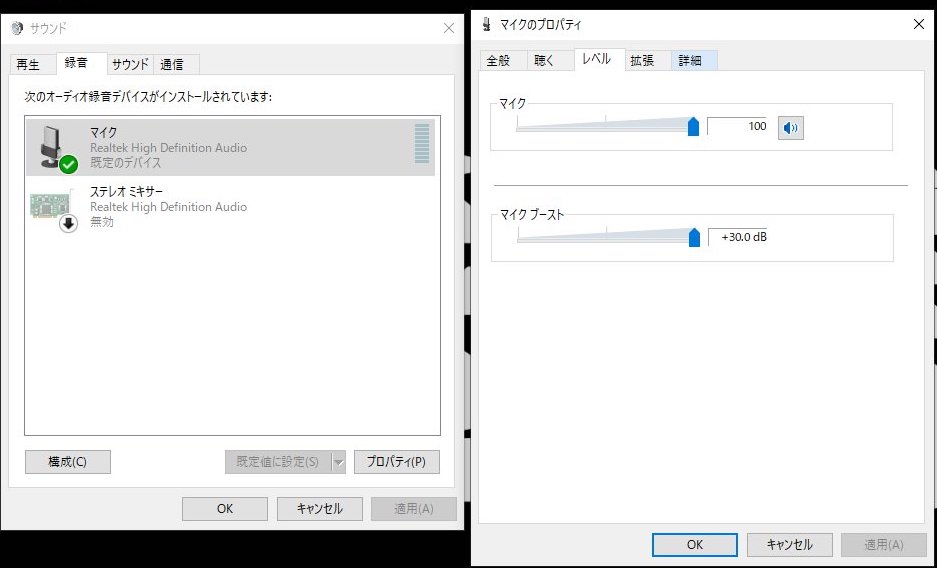 サウンド
再生
録音
サウンド
通信
次のオーディオ録音デバイスがインストールされています:
マイク
Realtek High Definition Audio
既定のデバイス
ステレオ ミキサー
Realtek High Definition Audio
無効
構成(C)
既定値に設定(S)
プロパティ(P)
OK
キャンセル
適用(A)
マイクのプロパティ
全般
聴く
レベル
拡張
詳細
マイク
100
マイク ブースト
+30.0 dB
OK
キャンセル
適用(A)